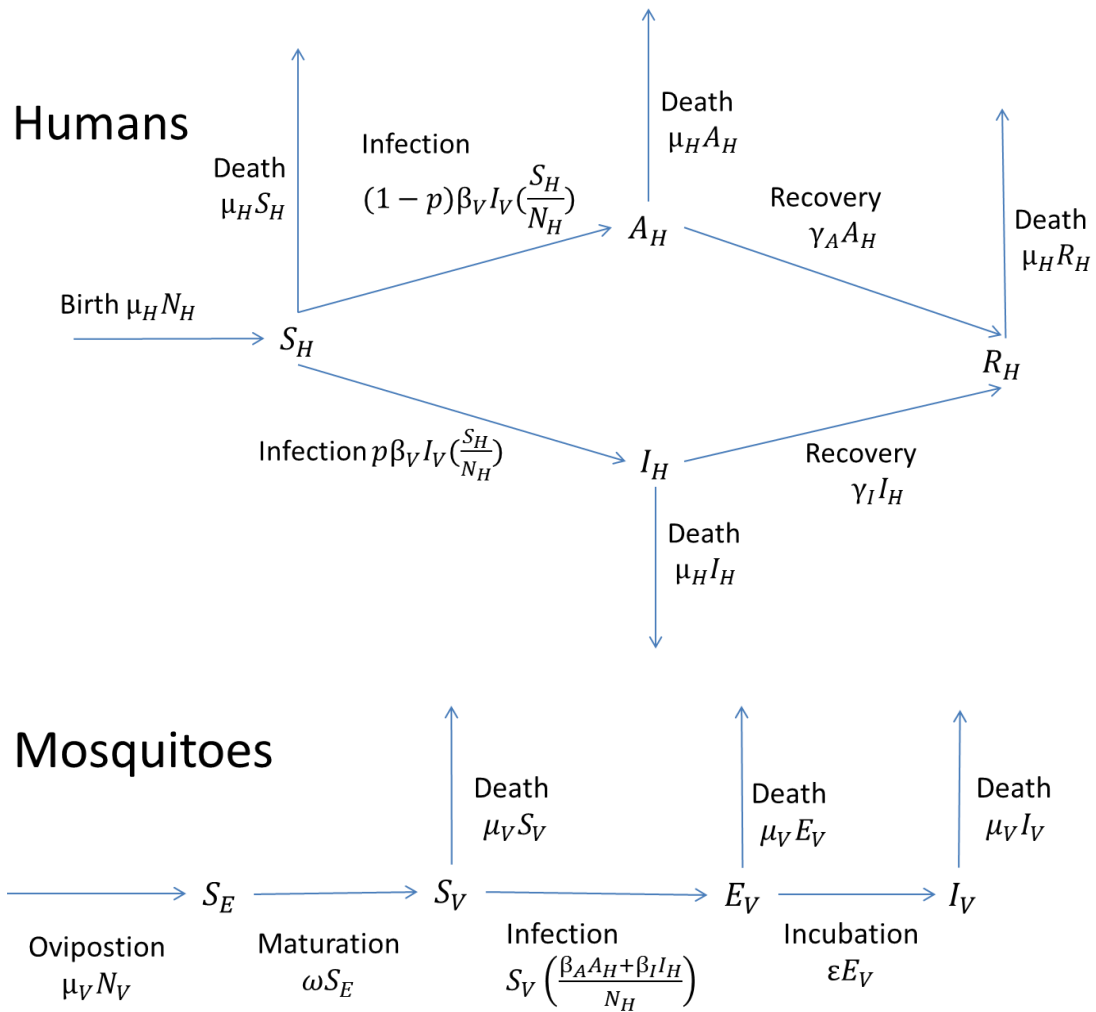 Humans
Death
μ_H S_H
Infection
(1 − p)β_V I_V(S_H/N_H)
Death
μ_H A_H
A_H
Recovery
γ_A A_H
Death
μ_H R_H
Birth μ_H N_H
S_H
R_H
Infection pβ_V I_V(S_H/N_H)
I_H
Recovery
γ_I I_H
Death
μ_H I_H
Mosquitoes
Death
μ_V S_V
Death
μ_V E_V
Death
μ_V I_V
S_E
S_V
E_V
I_V
Ovipostion
μ_V N_V
Maturation
ωS_E
Infection
S_V((β_A A_H+β_I I_H)/N_H)
Incubation
εE_V